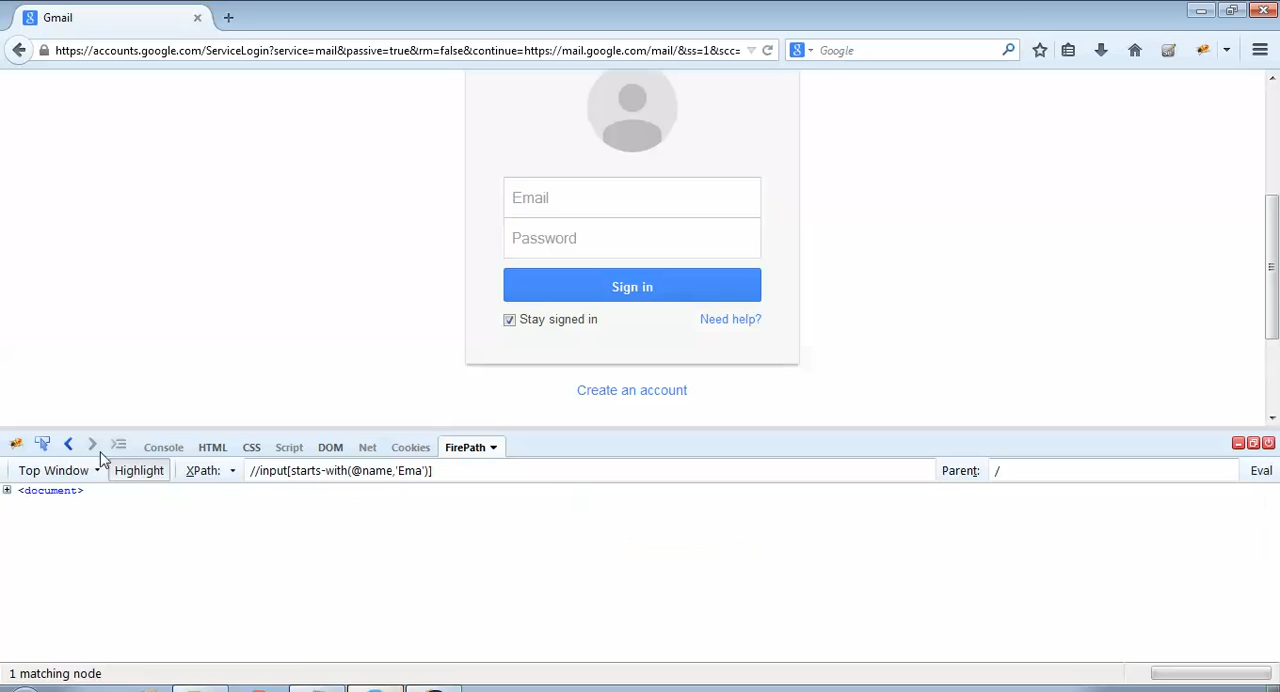 Gmail
https://accounts.google.com/ServiceLogin?service=mail&passive=true&rm=false&continue=https://mail.google.com/mail/&ss=1&scc=
Google
Email
Password
Sign in
Stay signed in
Need help?
Create an account
Console HTML CSS Script DOM Net Cookies FirePath
Top Window Highlight XPath: //input[starts-with(@name,'Ema')] Parent: / Eval
<document>
1 matching node